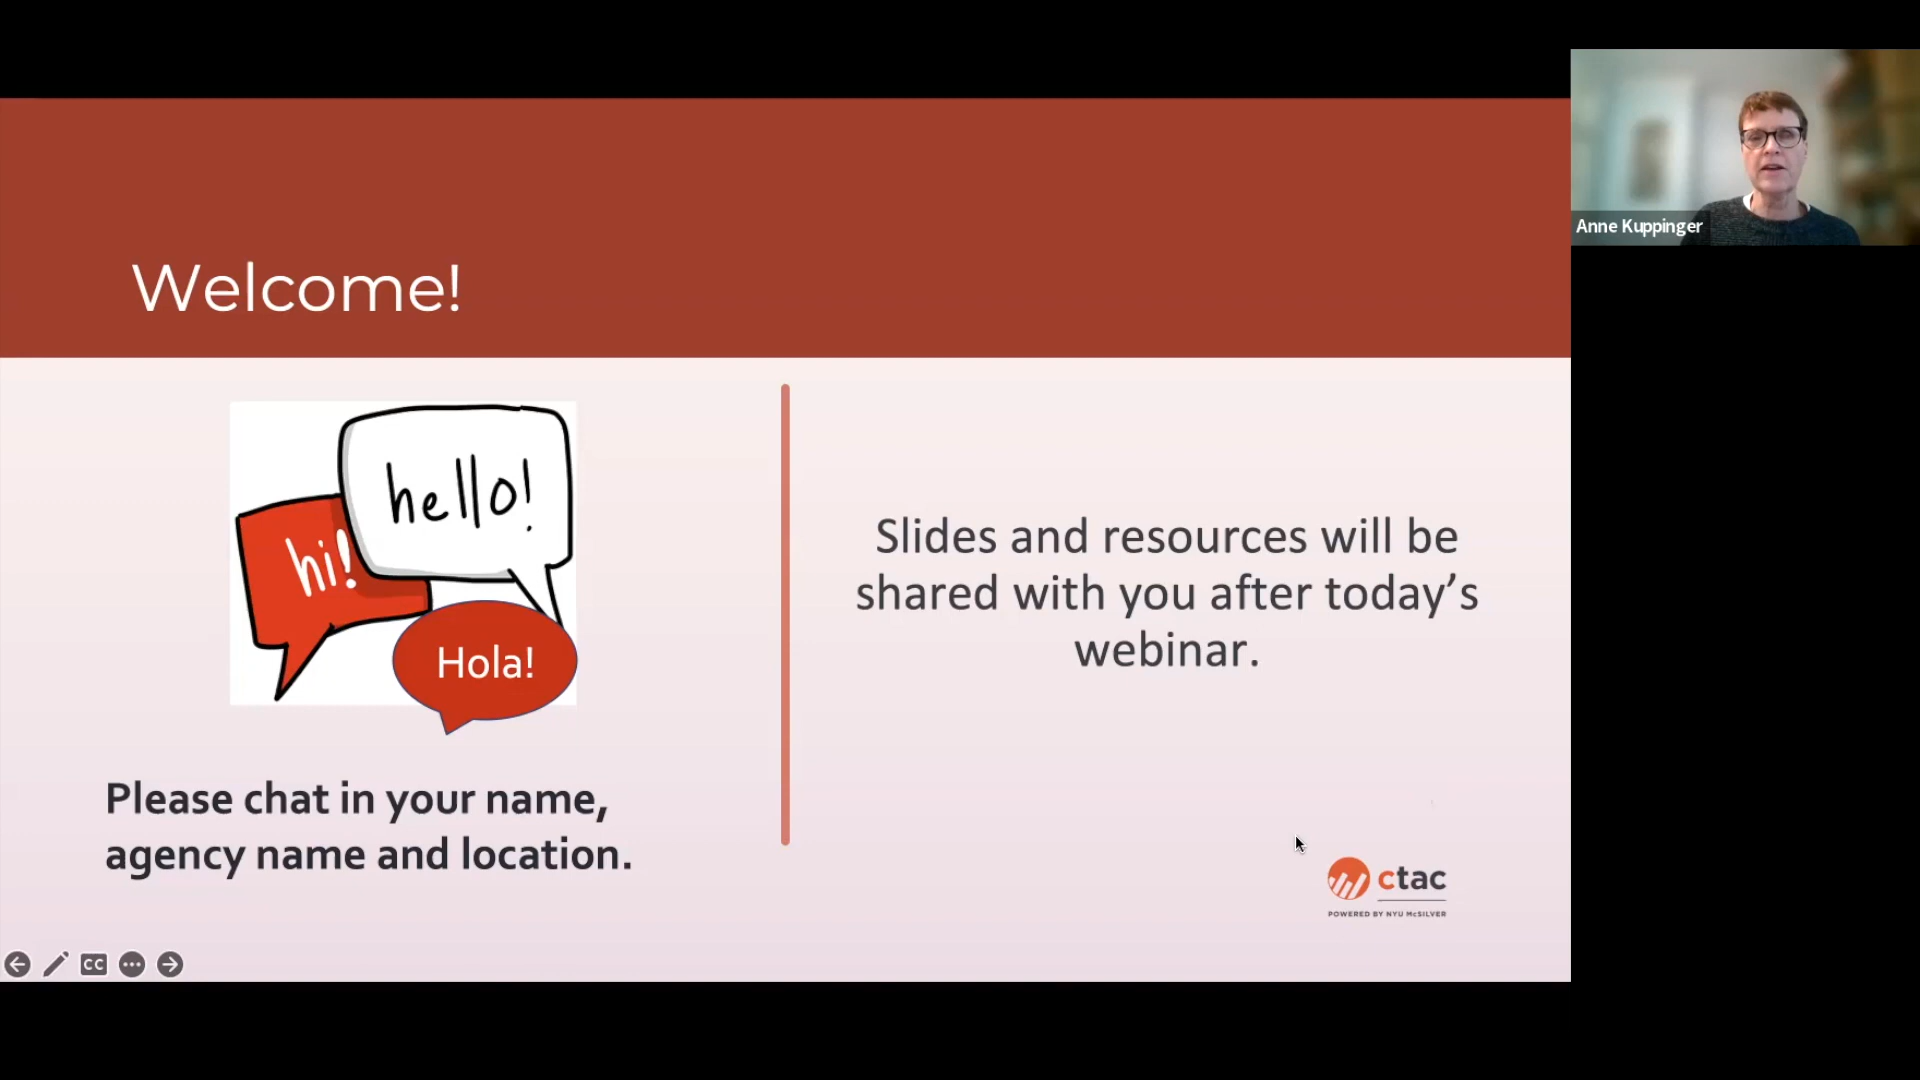 Welcome!
hello!
hi!
Hola!
Please chat in your name,
agency name and location.
Slides and resources will be
shared with you after today’s
webinar.
ctac
POWERED BY NYU McSILVER
CC
Anne Kuppinger